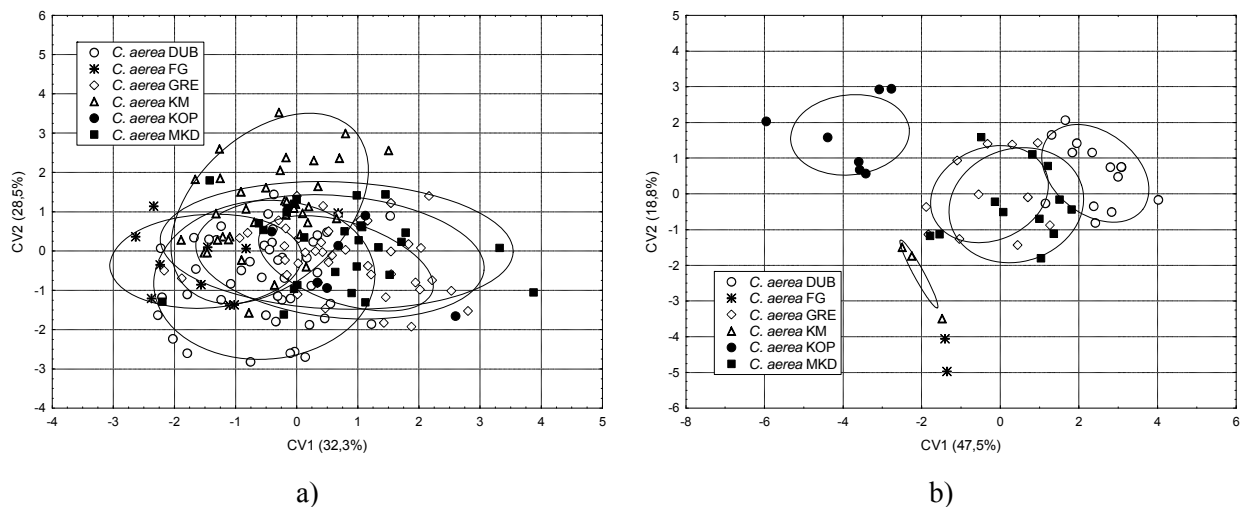 6
5
4
3
2
1
0
-1
-2
-3
-4
CV2 (28,5%)
C. aerea DUB
C. aerea FG
C. aerea GRE
C. aerea KM
C. aerea KOP
C. aerea MKD
-4 -3 -2 -1 0 1 2 3 4 5
CV1 (32,3%)
a)
5
4
3
2
1
0
-1
-2
-3
-4
-5
-6
CV2 (18,8%)
C. aerea DUB
C. aerea FG
C. aerea GRE
C. aerea KM
C. aerea KOP
C. aerea MKD
-8 -6 -4 -2 0 2 4 6
CV1 (47,5%)
b)